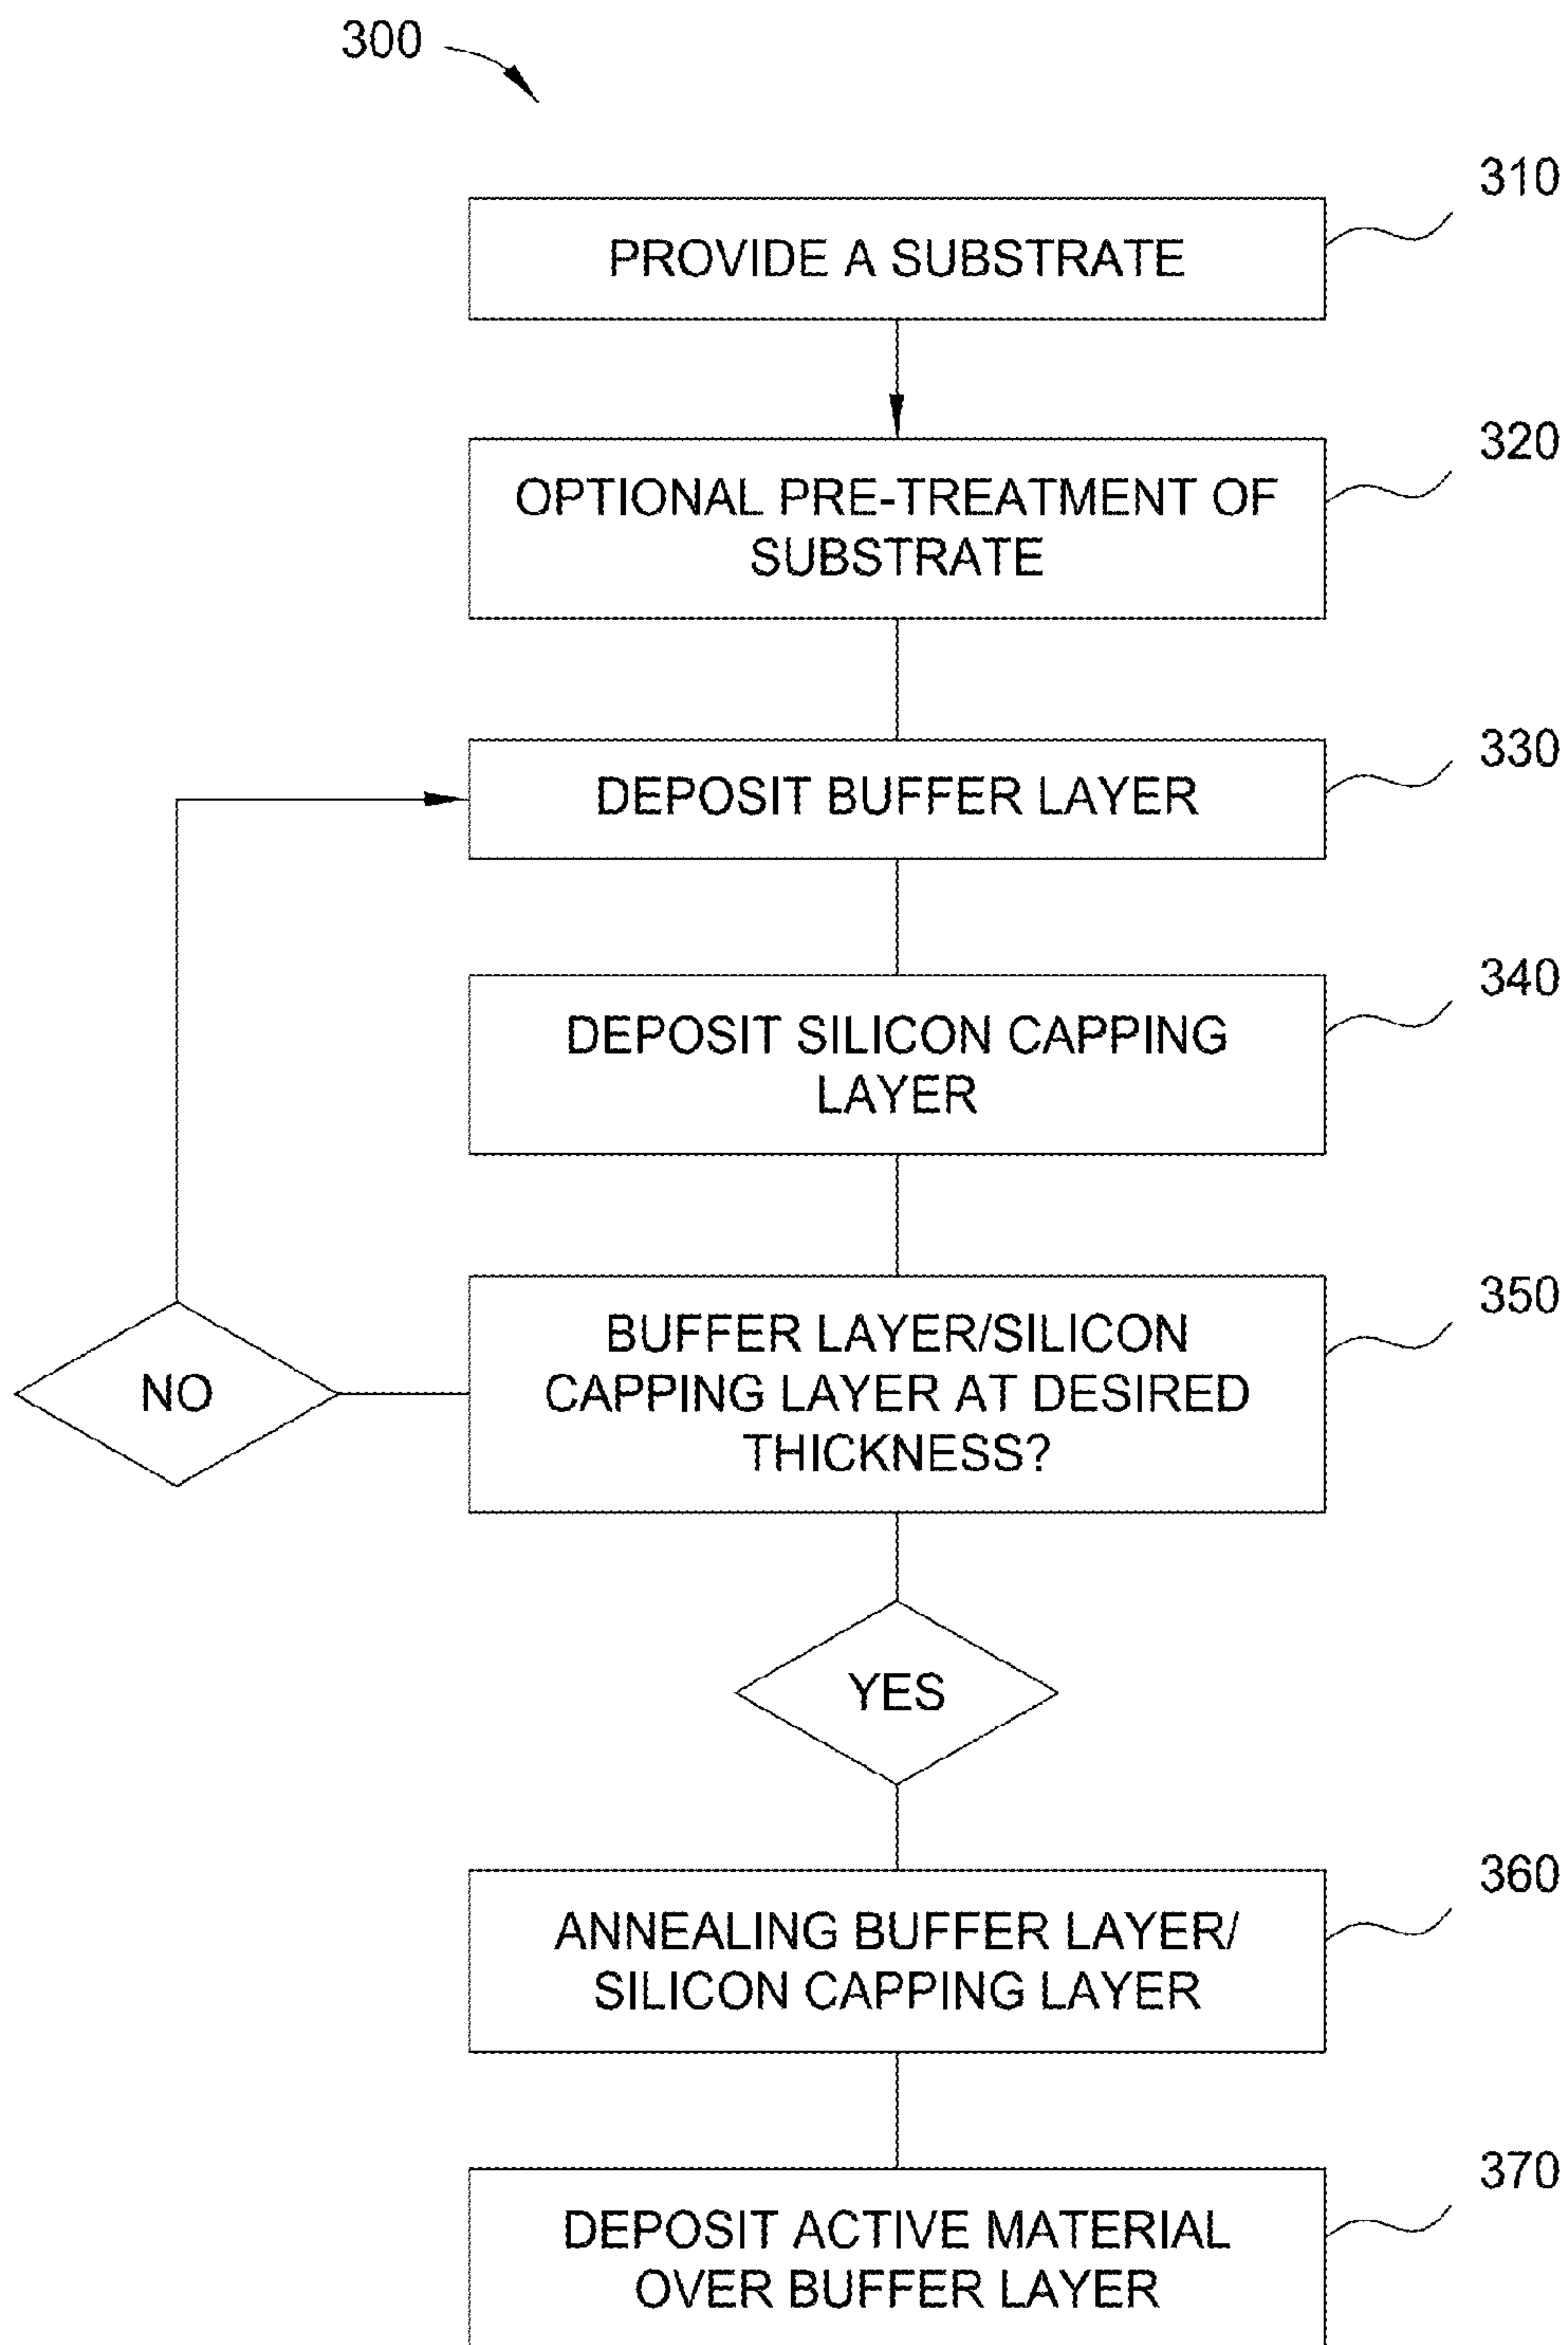 300
310
PROVIDE A SUBSTRATE
320
OPTIONAL PRE-TREATMENT OF
SUBSTRATE
330
DEPOSIT BUFFER LAYER
340
DEPOSIT SILICON CAPPING
LAYER
350
BUFFER LAYER/SILICON
CAPPING LAYER AT DESIRED
THICKNESS?
NO
YES
360
ANNEALING BUFFER LAYER/
SILICON CAPPING LAYER
370
DEPOSIT ACTIVE MATERIAL
OVER BUFFER LAYER